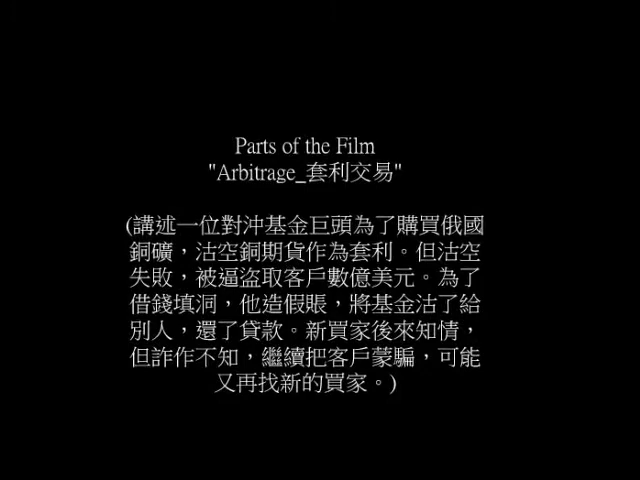 Parts of the Film
"Arbitrage_套利交易"
(講述一位對沖基金巨頭為了購買俄國
銅礦，沽空銅期貨作為套利。但沽空
失敗，被逼盜取客戶數億美元。為了
借錢填洞，他造假賬，將基金沽了給
別人，還了貸款。新買家後來知情，
但詐作不知，繼續把客戶蒙騙，可能
又再找新的買家。)